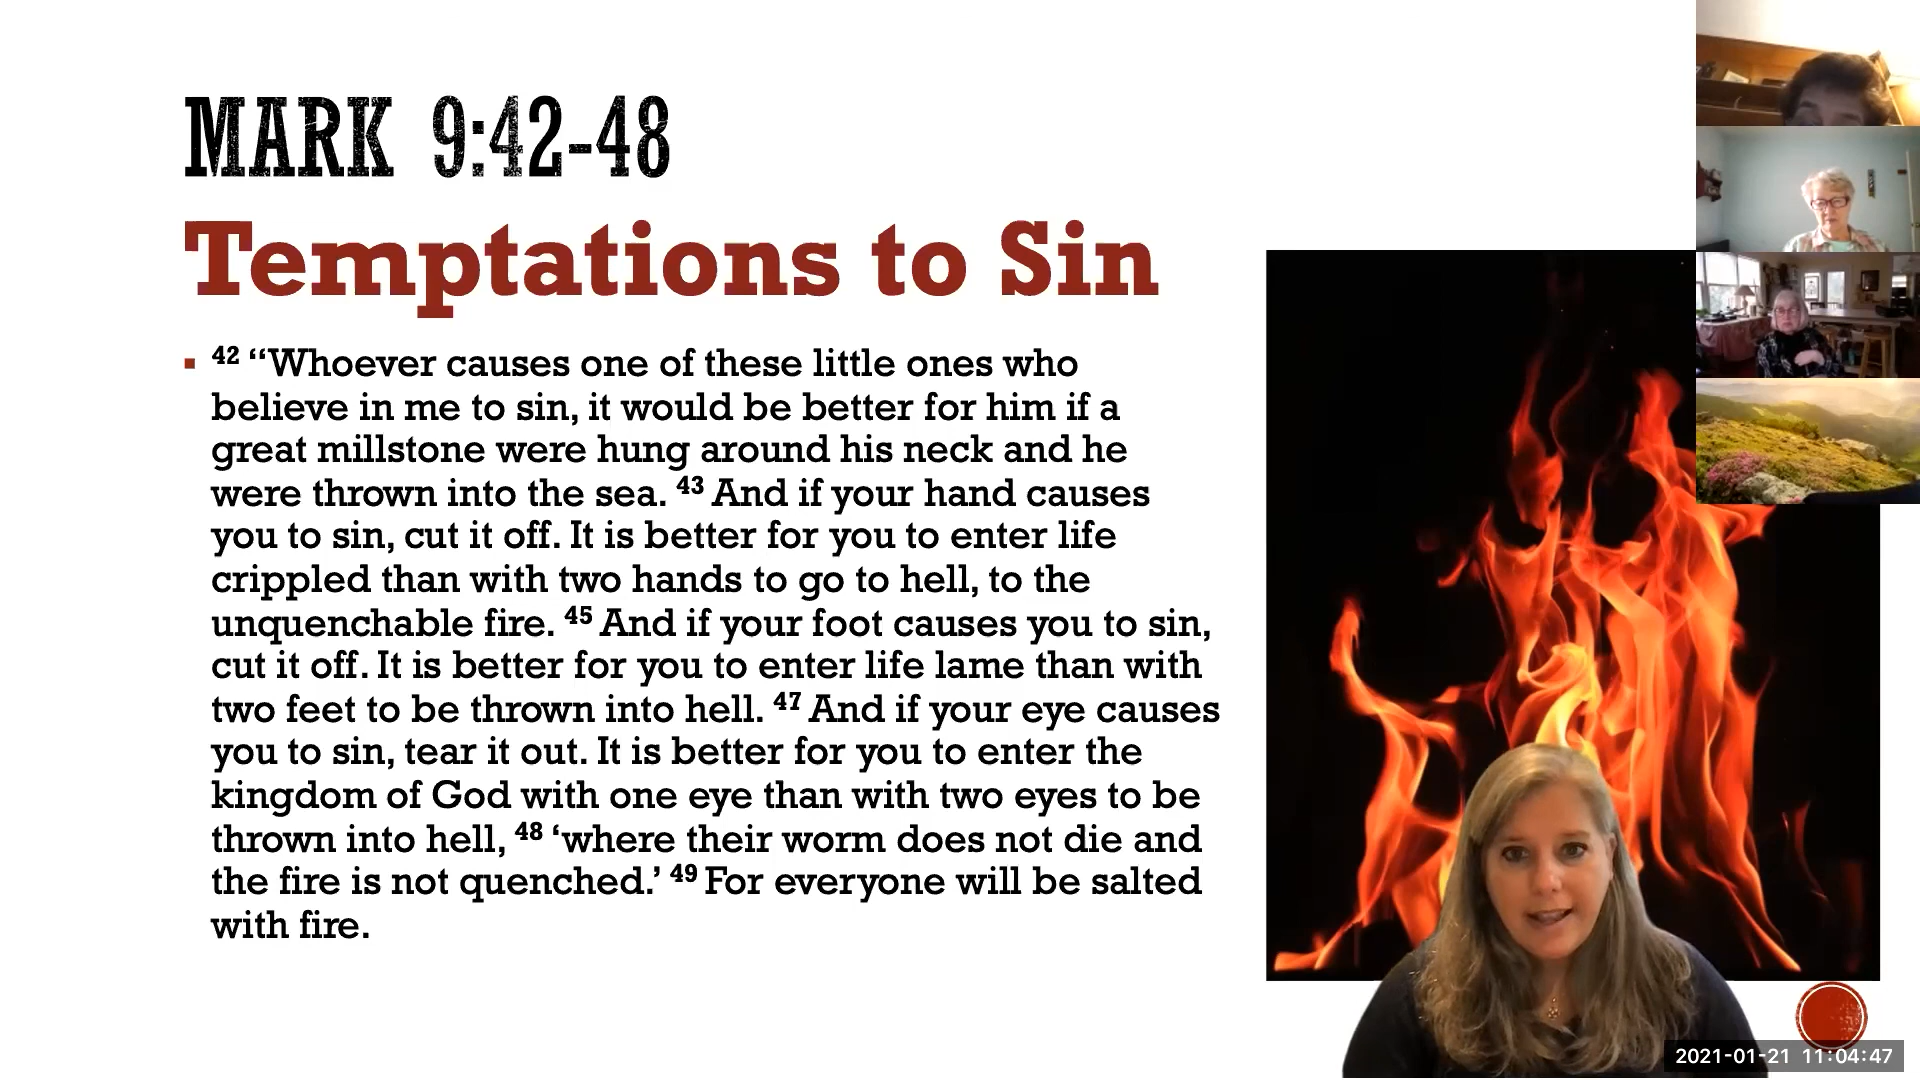 MARK 9:42-48
Temptations to Sin
▪ 42 “Whoever causes one of these little ones who
believe in me to sin, it would be better for him if a
great millstone were hung around his neck and he
were thrown into the sea. 43 And if your hand causes
you to sin, cut it off. It is better for you to enter life
crippled than with two hands to go to hell, to the
unquenchable fire. 45 And if your foot causes you to sin,
cut it off. It is better for you to enter life lame than with
two feet to be thrown into hell. 47 And if your eye causes
you to sin, tear it out. It is better for you to enter the
kingdom of God with one eye than with two eyes to be
thrown into hell, 48 ‘where their worm does not die and
the fire is not quenched.’ 49 For everyone will be salted
with fire.
2021-01-21 11:04:47